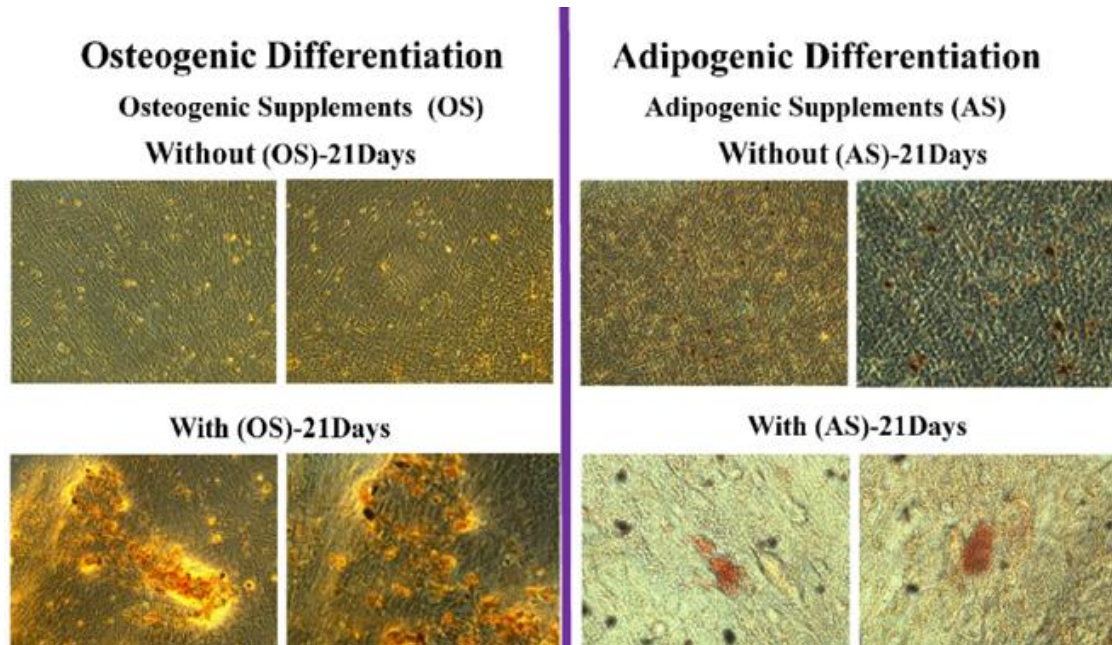 Osteogenic Differentiation
Osteogenic Supplements (OS)
Without (OS)-21Days
With (OS)-21Days
Adipogenic Differentiation
Adipogenic Supplements (AS)
Without (AS)-21Days
With (AS)-21Days